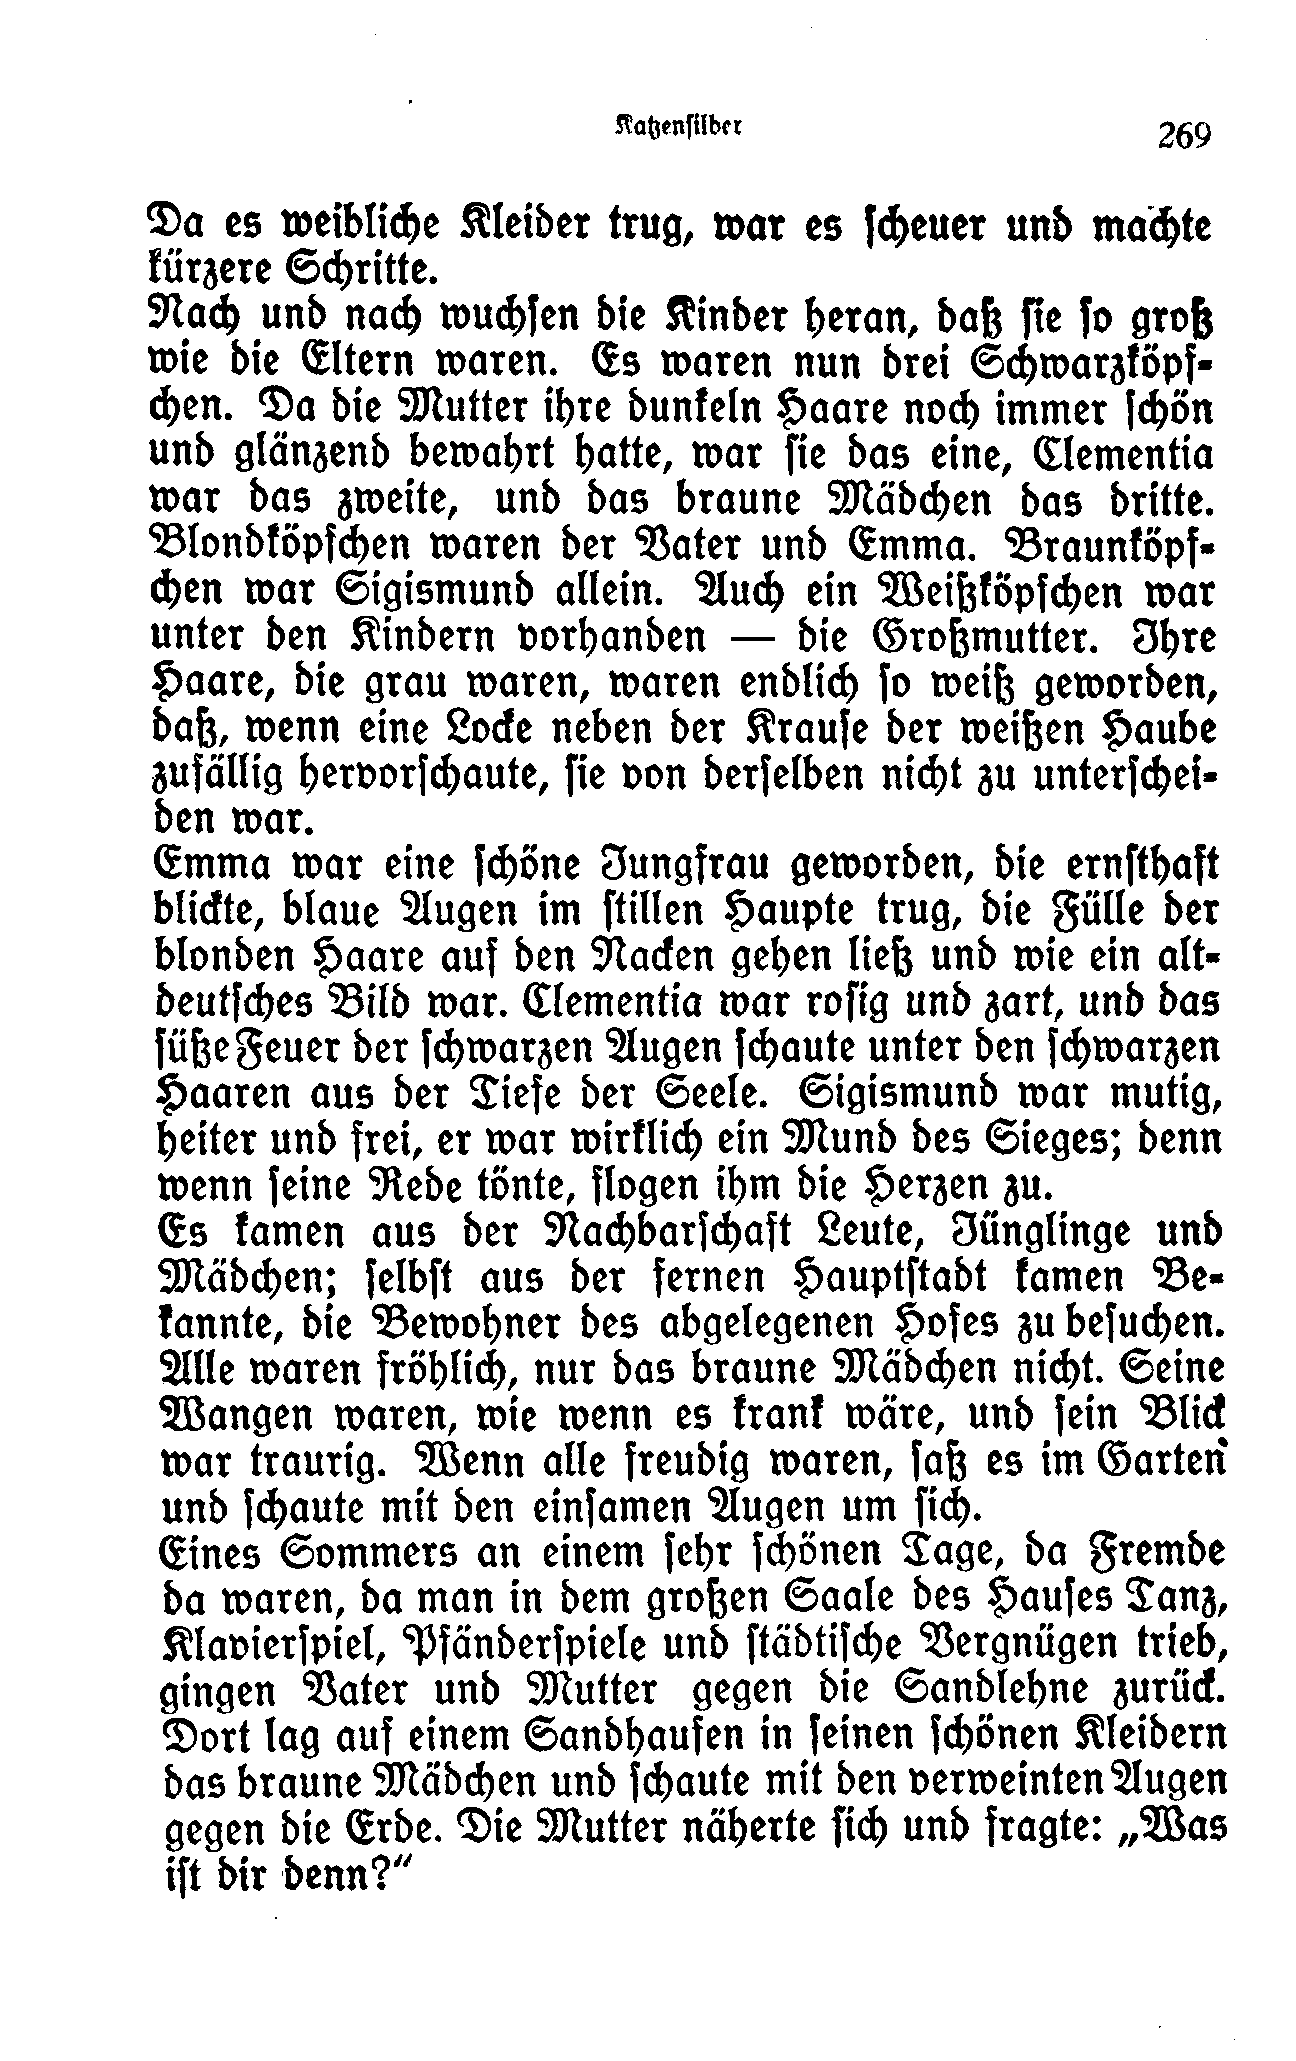 Katzensilber
269
Da es weibliche Kleider trug, war es scheuer und machte
kürzere Schritte.
Nach und nach wuchsen die Kinder heran, daß sie so groß
wie die Eltern waren. Es waren nun drei Schwarzköpf-
chen. Da die Mutter ihre dunkeln Haare noch immer schön
und glänzend bewahrt hatte, war sie das eine, Clementia
war das zweite, und das braune Mädchen das dritte.
Blondköpfchen waren der Vater und Emma. Braunköpf-
chen war Sigismund allein. Auch ein Weißköpfchen war
unter den Kindern vorhanden — die Großmutter. Ihre
Haare, die grau waren, waren endlich so weiß geworden,
daß, wenn eine Locke neben der Krause der weißen Haube
zufällig hervorschaute, sie von derselben nicht zu unterschei-
den war.
Emma war eine schöne Jungfrau geworden, die ernsthaft
blickte, blaue Augen im stillen Haupte trug, die Fülle der
blonden Haare auf den Nacken gehen ließ und wie ein alt-
deutsches Bild war. Clementia war rosig und zart, und das
süße Feuer der schwarzen Augen schaute unter den schwarzen
Haaren aus der Tiefe der Seele. Sigismund war mutig,
heiter und frei, er war wirklich ein Mund des Sieges; denn
wenn seine Rede tönte, flogen ihm die Herzen zu.
Es kamen aus der Nachbarschaft Leute, Jünglinge und
Mädchen; selbst aus der fernen Hauptstadt kamen Be-
kannte, die Bewohner des abgelegenen Hofes zu besuchen.
Alle waren fröhlich, nur das braune Mädchen nicht. Seine
Wangen waren, wie wenn es krank wäre, und sein Blick
war traurig. Wenn alle freudig waren, saß es im Garten
und schaute mit den einsamen Augen um sich.
Eines Sommers an einem sehr schönen Tage, da Fremde
da waren, da man in dem großen Saale des Hauses Tanz,
Klavierspiel, Pfänderspiele und städtische Vergnügen trieb,
gingen Vater und Mutter gegen die Sandlehne zurück.
Dort lag auf einem Sandhaufen in seinen schönen Kleidern
das braune Mädchen und schaute mit den verweinten Augen
gegen die Erde. Die Mutter näherte sich und fragte: „Was
ist dir denn?“